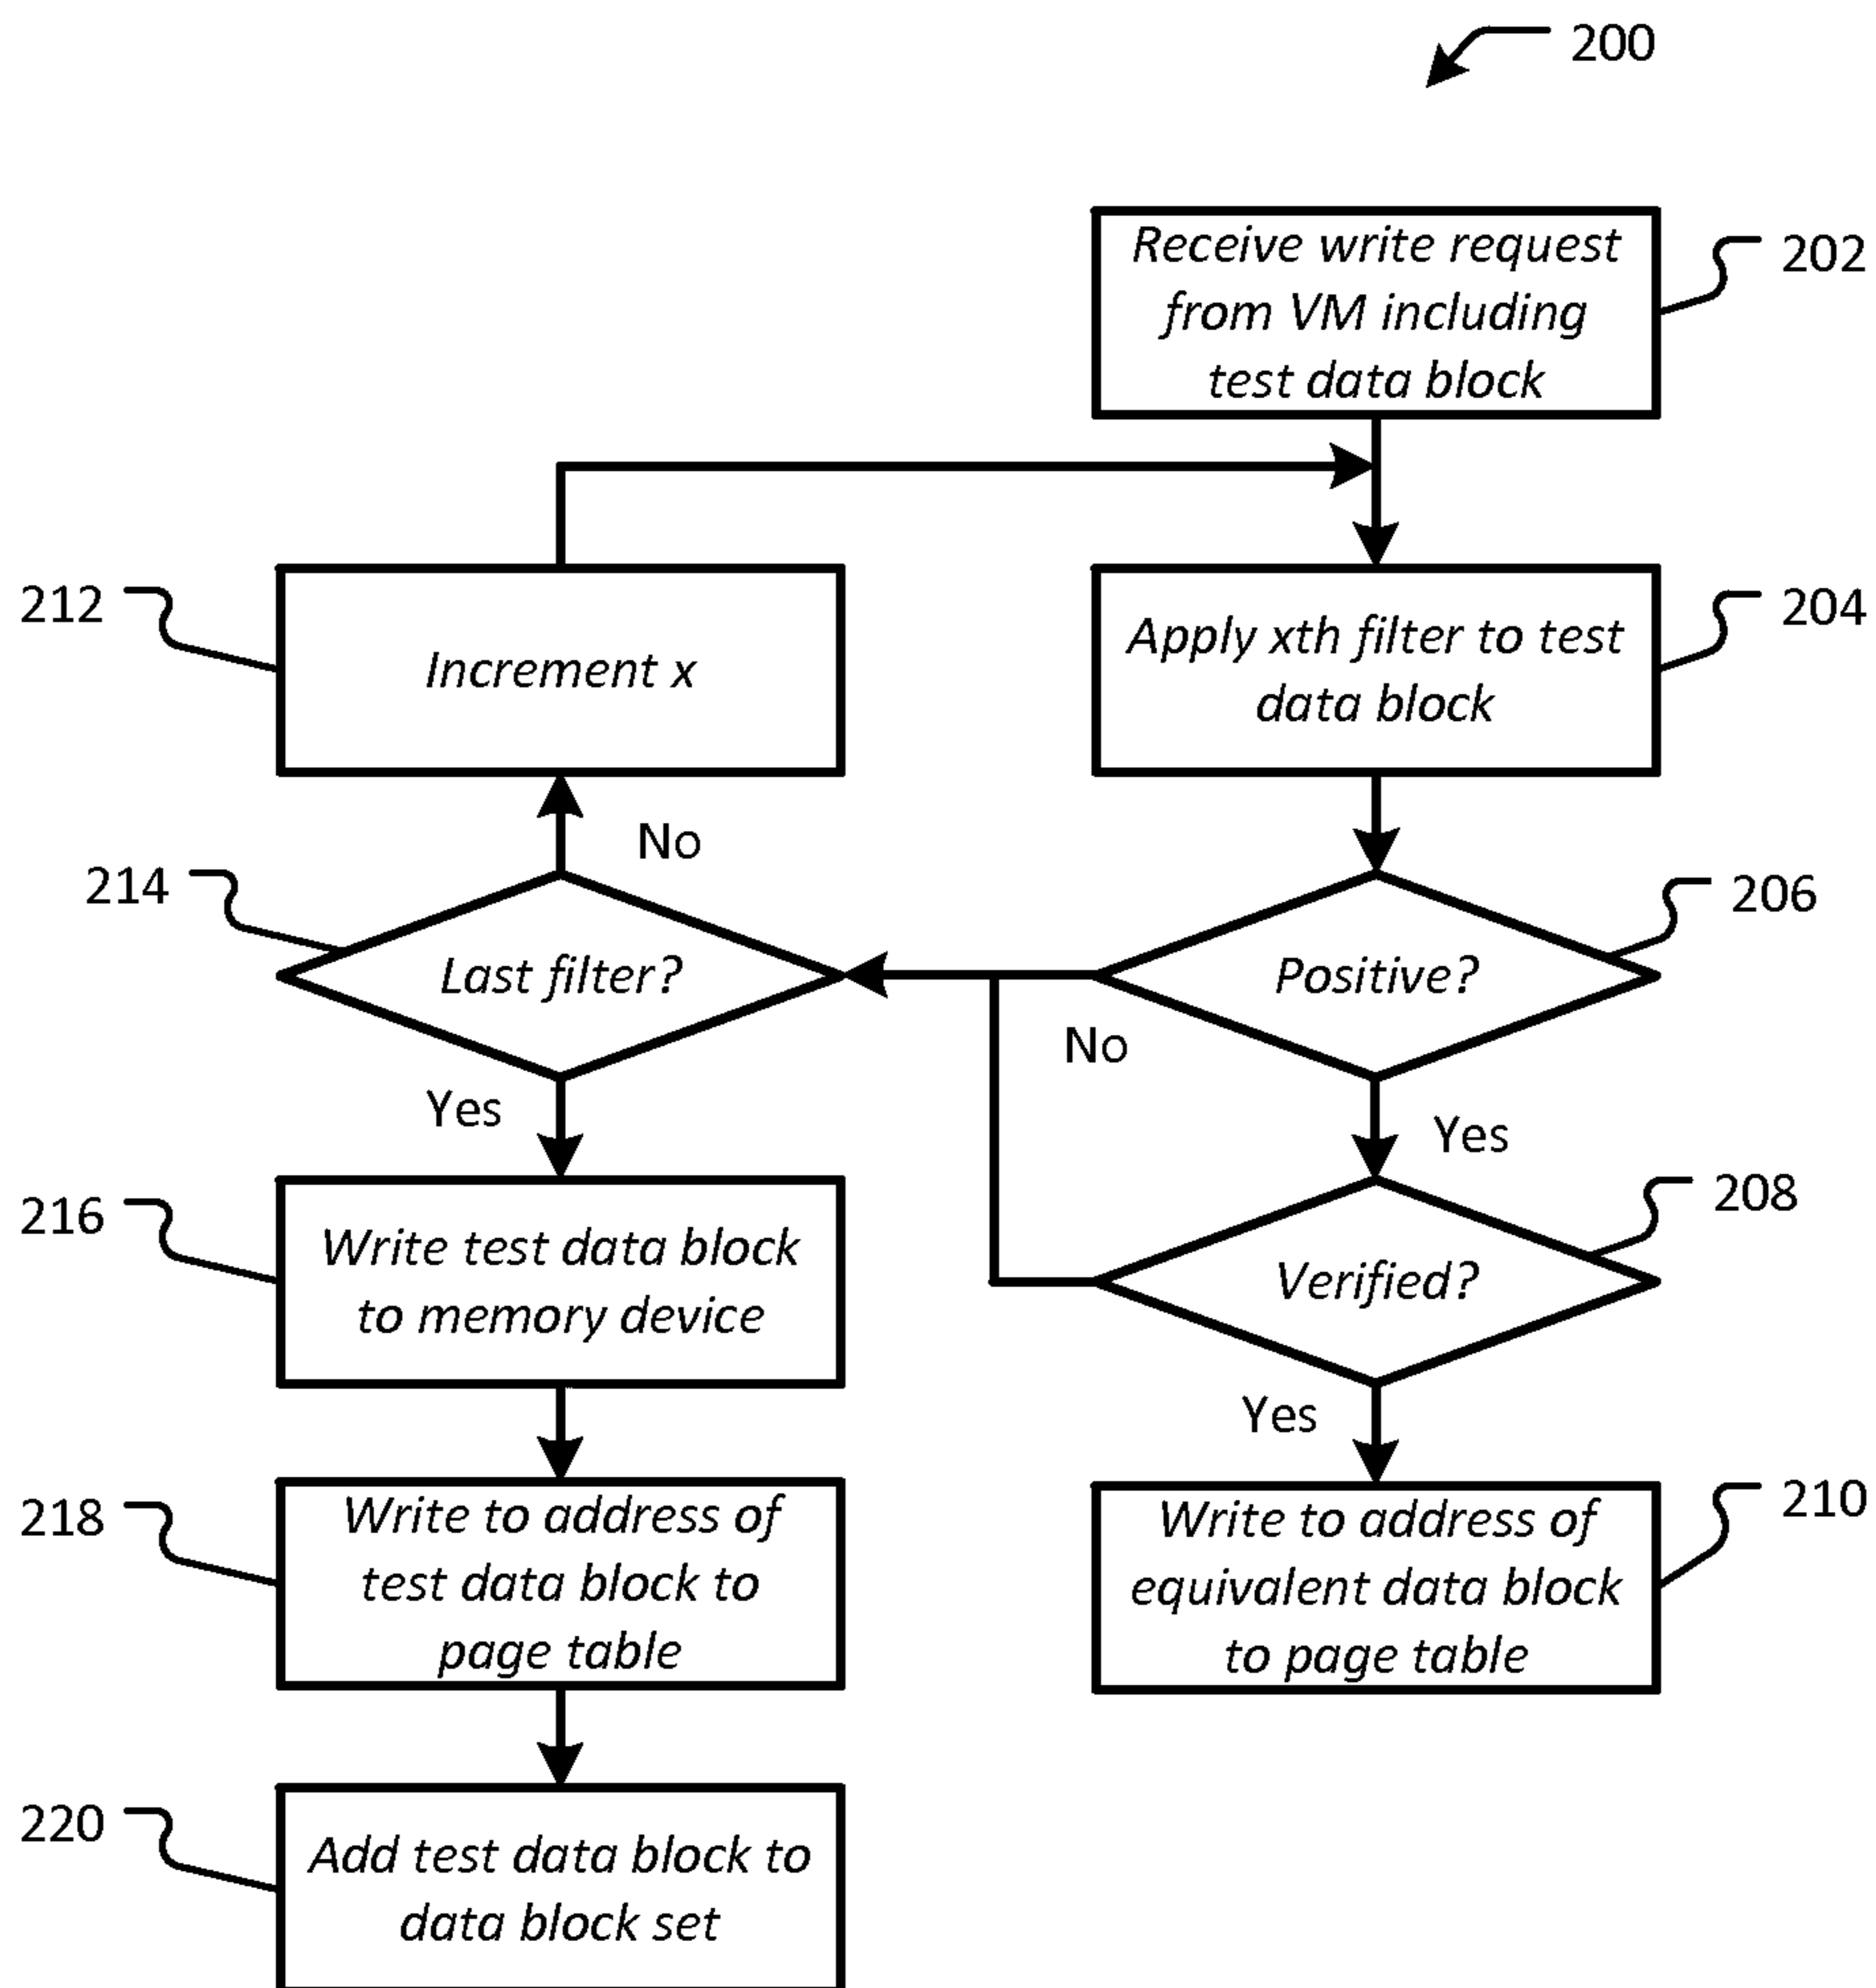 200
Receive write request
from VM including
test data block
202
212
Increment x
Apply xth filter to test
data block
204
No
214
Last filter?
Positive?
206
No
Yes
Yes
216
Write test data block
to memory device
Verified?
208
Yes
218
Write to address of
test data block to
page table
Write to address of
equivalent data block
to page table
210
220
Add test data block to
data block set